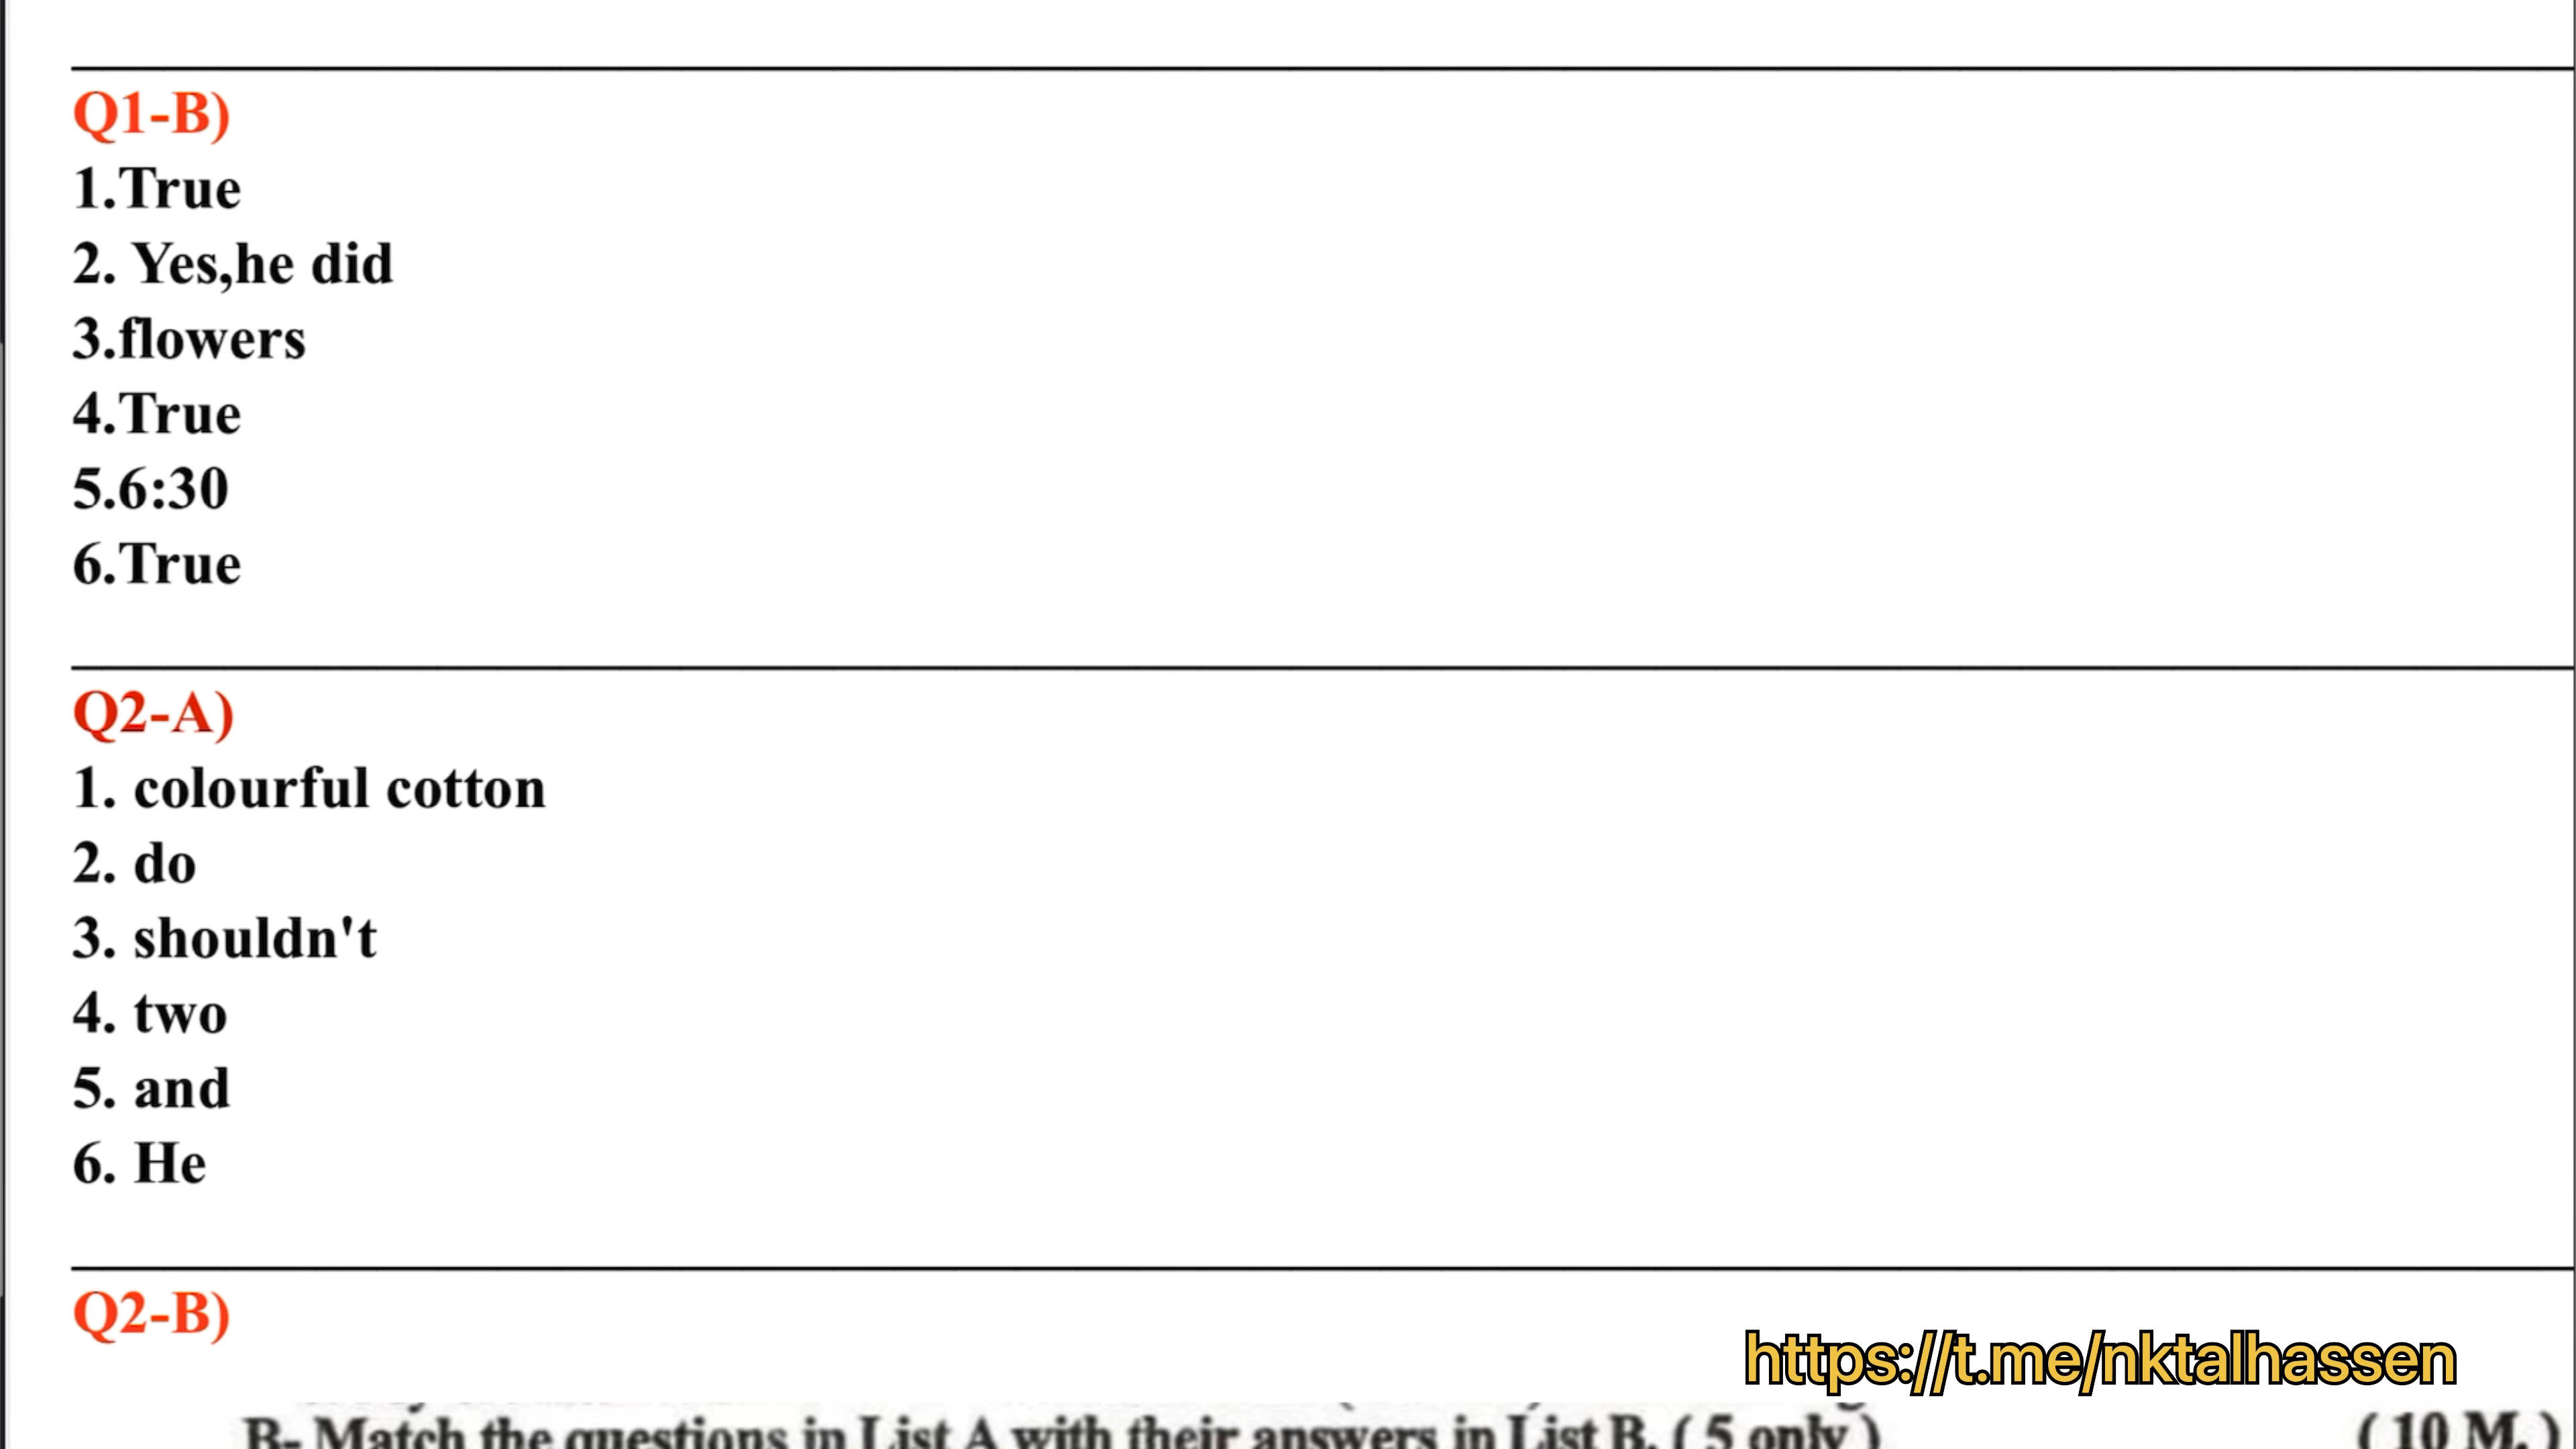 Q1-B)
1.True
2. Yes,he did
3.flowers
4.True
5.6:30
6.True
Q2-A)
1. colourful cotton
2. do
3. shouldn't
4. two
5. and
6. He
Q2-B)
https://t.me/nktalhassen
B- Match the questions in List A with their answers in List B. ( 5 only ) ( 10 M. )